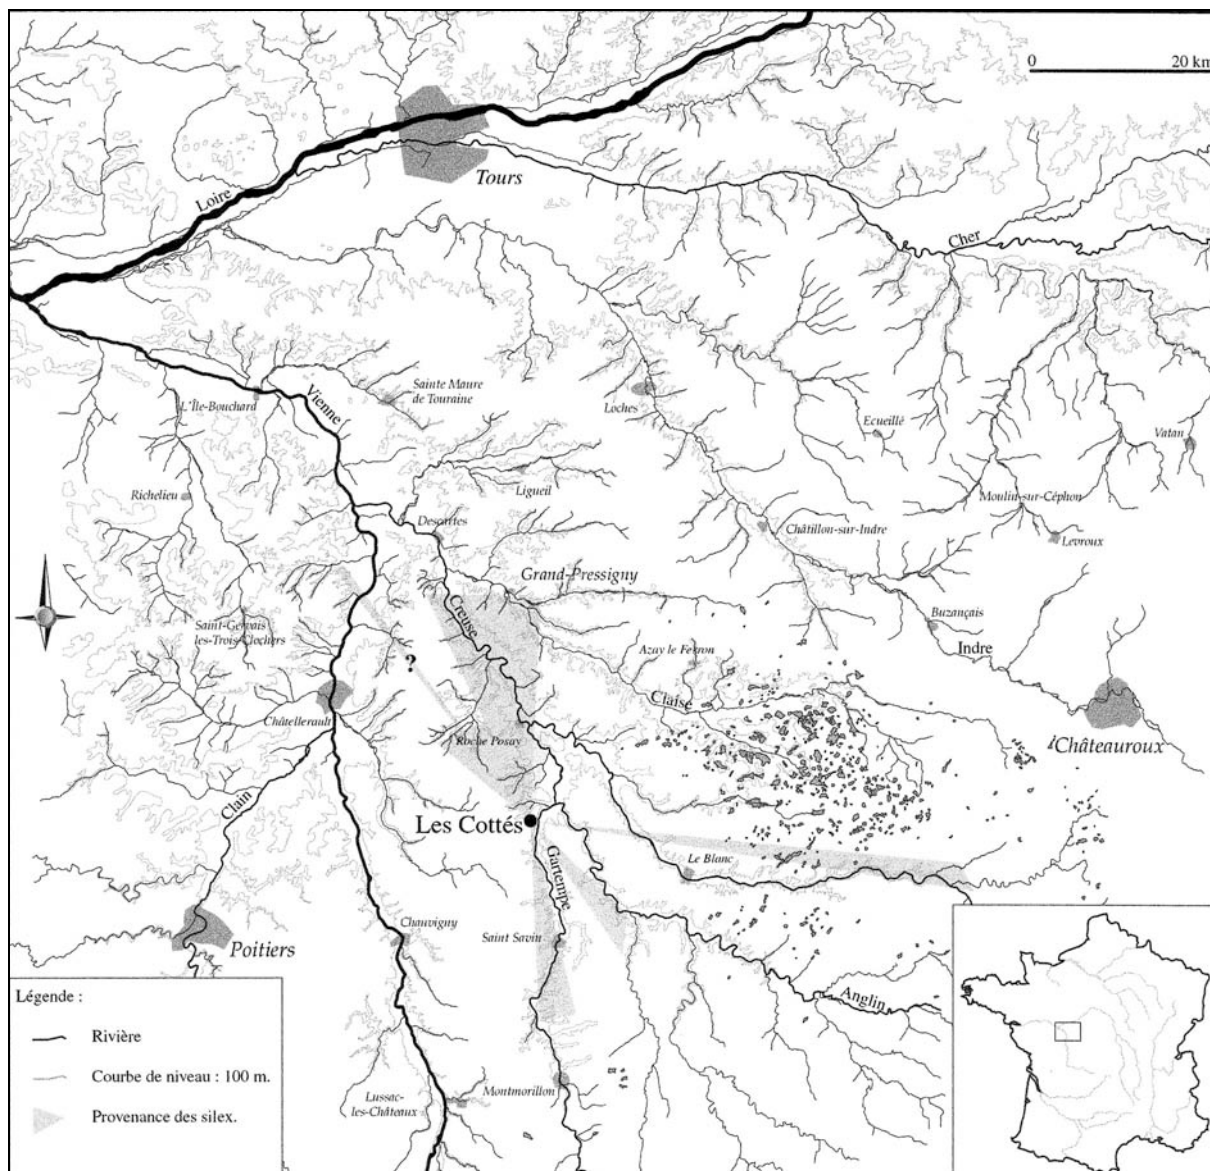 0 20 km
Tours
Loire
Cher
Vienne
Sainte Maure
de Touraine
L'Île-Bouchard
Loches
Ecueillé
Vatan
Richelieu
Ligueil
Moulin-sur-Céphon
Descartes
Châtillon-sur-Indre
Levroux
Grand-Pressigny
Creuse
Saint-Gervais
les-Trois-Clochers
Buzançais
?
Azay le Ferron
Indre
Claise
Châtellerault
Roche Posay
Châteauroux
Clain
Les Cottés
Gartempe
Le Blanc
Chauvigny
Saint Savin
Poitiers
Anglin
Légende :
Rivière
Courbe de niveau : 100 m.
Provenance des silex.
Montmorillon
Lussac-
les-Châteaux